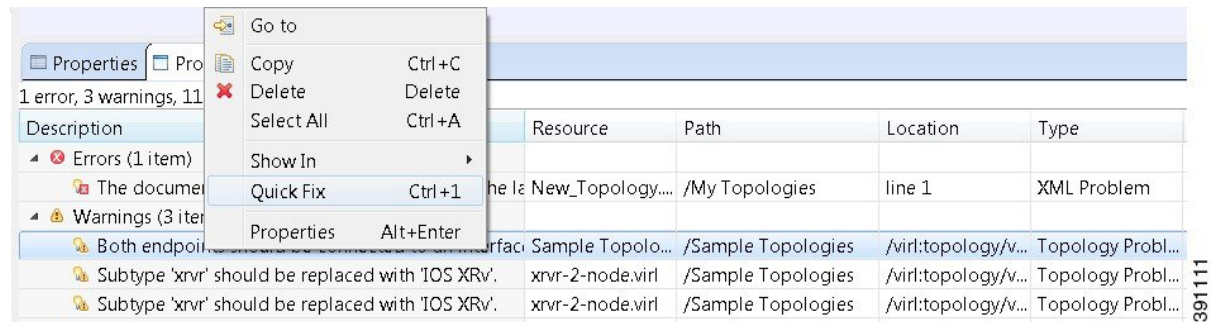 Go to
Properties Pro
Copy Ctrl+C
1 error, 3 warnings, 11
Delete Delete
Select All Ctrl+A
Description Resource Path Location Type
Errors (1 item)
Show In
The documen
Quick Fix Ctrl+1
he la New_Topology.... /My Topologies line 1 XML Problem
Warnings (3 iter
Properties Alt+Enter
Both endpoin Sample Topolo... /Sample Topologies /virl:topology/v... Topology Probl...
Subtype 'xrvr' should be replaced with 'IOS XRv'. xrvr-2-node.virl /Sample Topologies /virl:topology/v... Topology Probl...
Subtype 'xrvr' should be replaced with 'IOS XRv'. xrvr-2-node.virl /Sample Topologies /virl:topology/v... Topology Probl...
391111